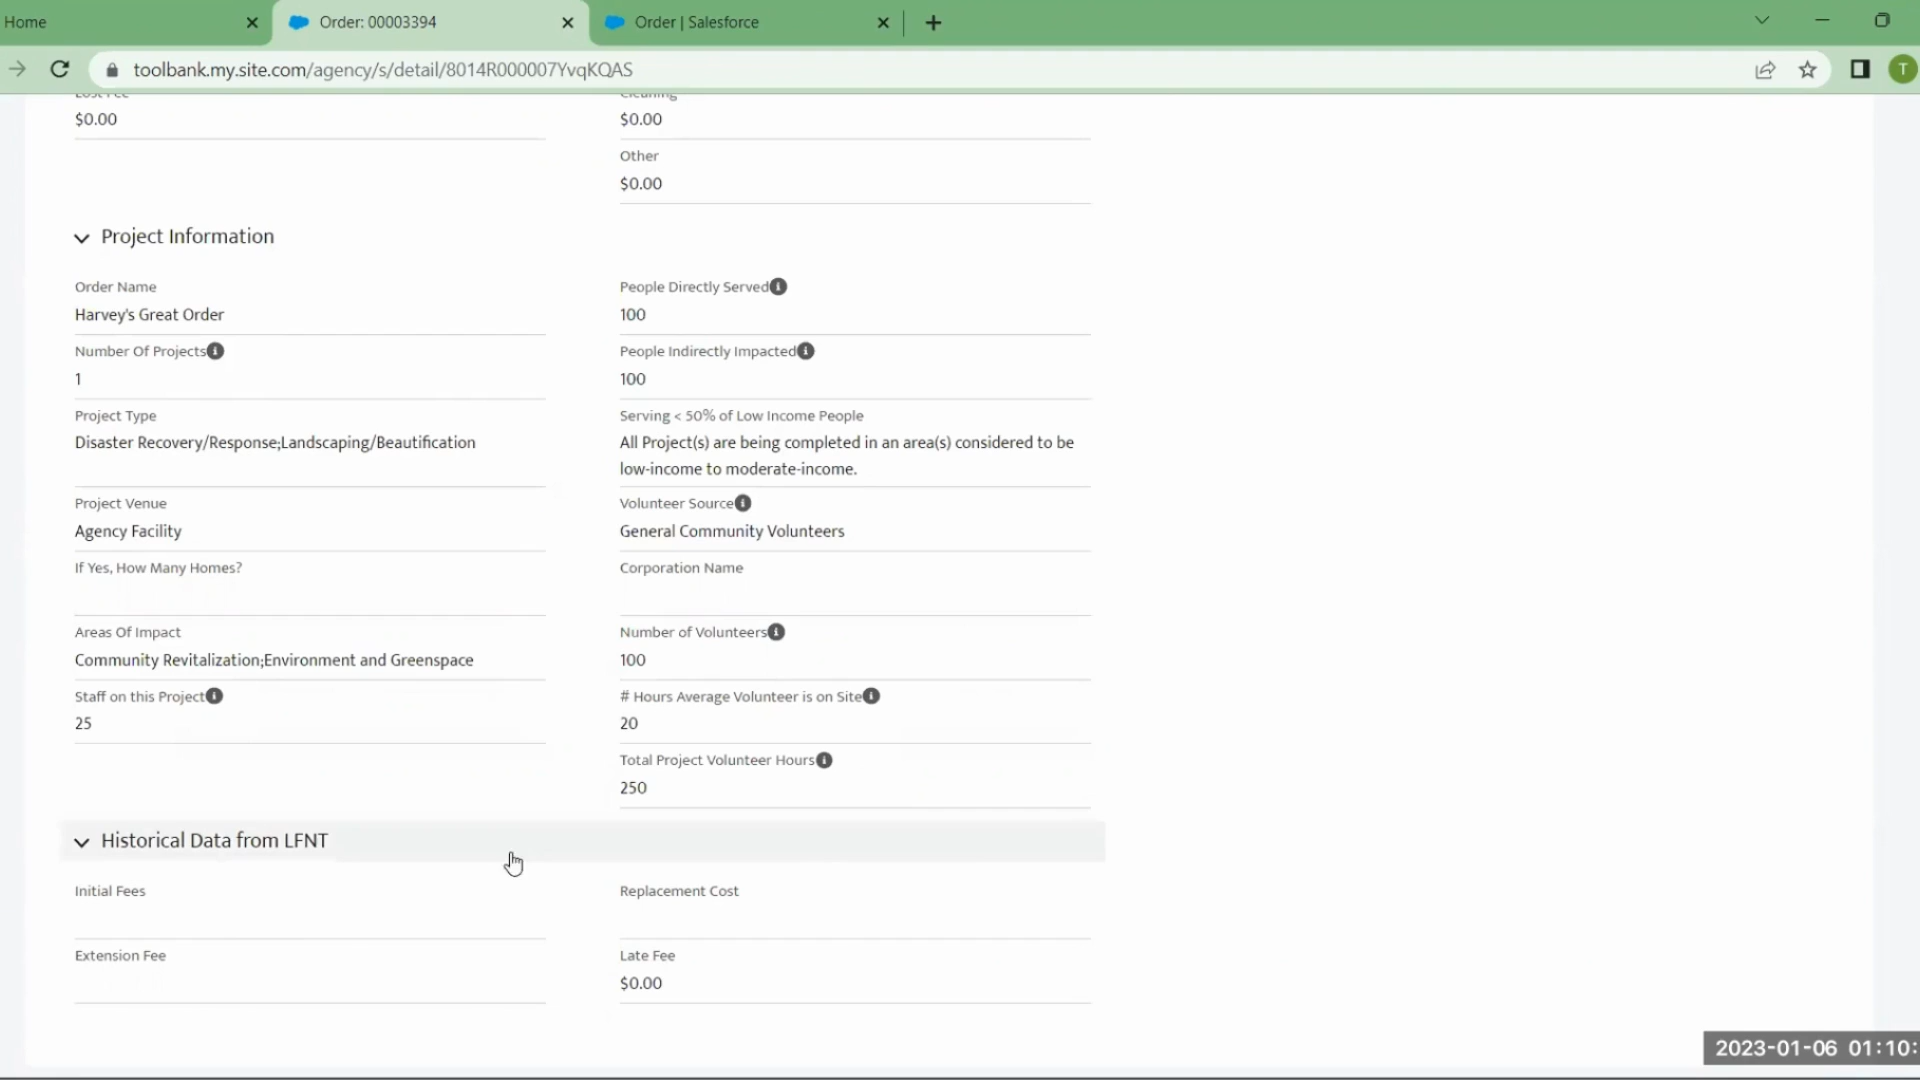 Home
Order: 00003394
Order | Salesforce
toolbank.my.site.com/agency/s/detail/8014R000007YvqKQAS
T
Lost Fee
Cleaning
$0.00
$0.00
Other
$0.00
Project Information
Order Name
People Directly Served
Harvey's Great Order
100
Number Of Projects
People Indirectly Impacted
1
100
Project Type
Serving < 50% of Low Income People
Disaster Recovery/Response;Landscaping/Beautification
All Project(s) are being completed in an area(s) considered to be
low-income to moderate-income.
Project Venue
Volunteer Source
Agency Facility
General Community Volunteers
If Yes, How Many Homes?
Corporation Name
Areas Of Impact
Number of Volunteers
Community Revitalization;Environment and Greenspace
100
Staff on this Project
# Hours Average Volunteer is on Site
25
20
Total Project Volunteer Hours
250
Historical Data from LFNT
Initial Fees
Replacement Cost
Extension Fee
Late Fee
$0.00
2023-01-06 01:10: